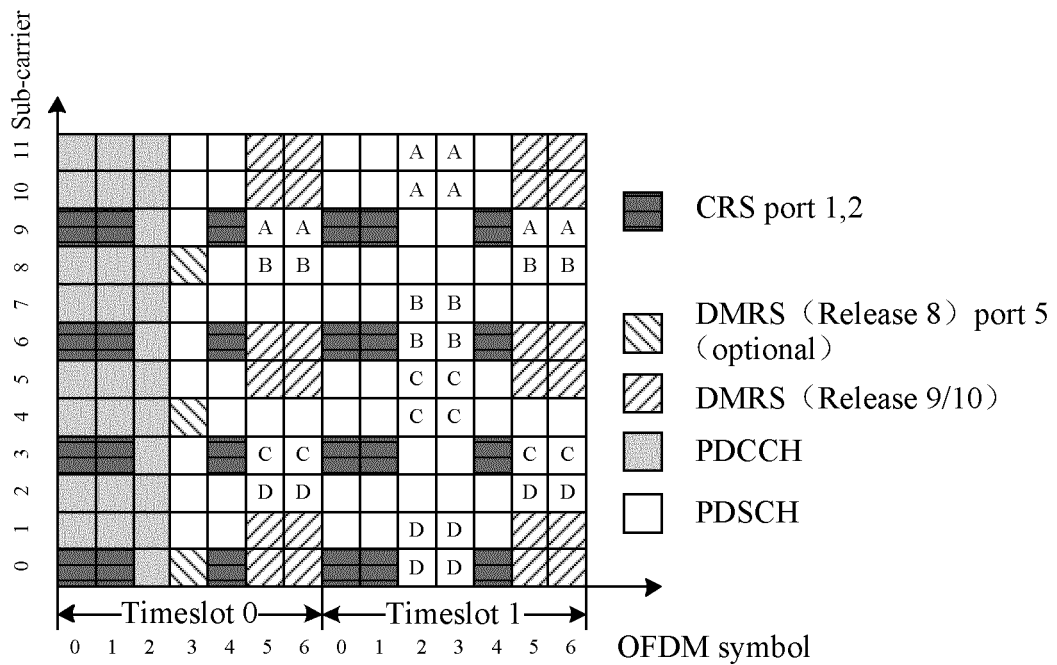 Sub-carrier
11 A A
10 A A
9 A A A A
8 B B B B
7 B B
6 B B
5 C C
4 C C
3 C C C C
2 D D D D
1 D D
0 D D
Timeslot 0 Timeslot 1
0 1 2 3 4 5 6 0 1 2 3 4 5 6 OFDM symbol
CRS port 1,2
DMRS（Release 8）port 5
（optional）
DMRS（Release 9/10）
PDCCH
PDSCH